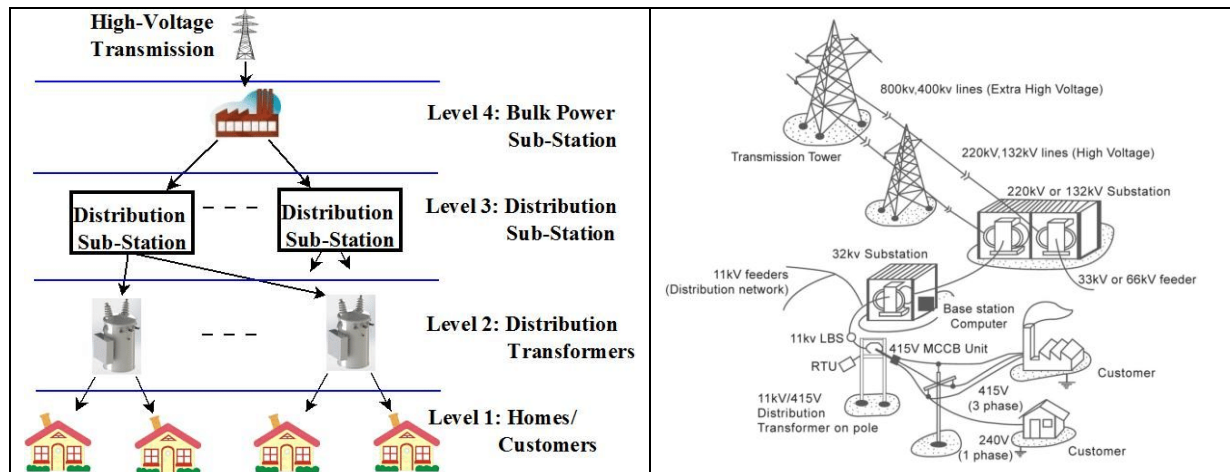 High-Voltage
Transmission
Level 4: Bulk Power
Sub-Station
Distribution
Sub-Station
Distribution
Sub-Station
Level 3: Distribution
Sub-Station
Level 2: Distribution
Transformers
Level 1: Homes/
Customers
800kv,400kv lines (Extra High Voltage)
Transmission Tower
220kV,132kV lines (High Voltage)
220kV or 132kV Substation
32kv Substation
11kV feeders
(Distribution network)
33kV or 66kV feeder
Base station
Computer
11kv LBS
415V MCCB Unit
RTU
Customer
11kV/415V
Distribution
Transformer on pole
415V
(3 phase)
240V
(1 phase)
Customer